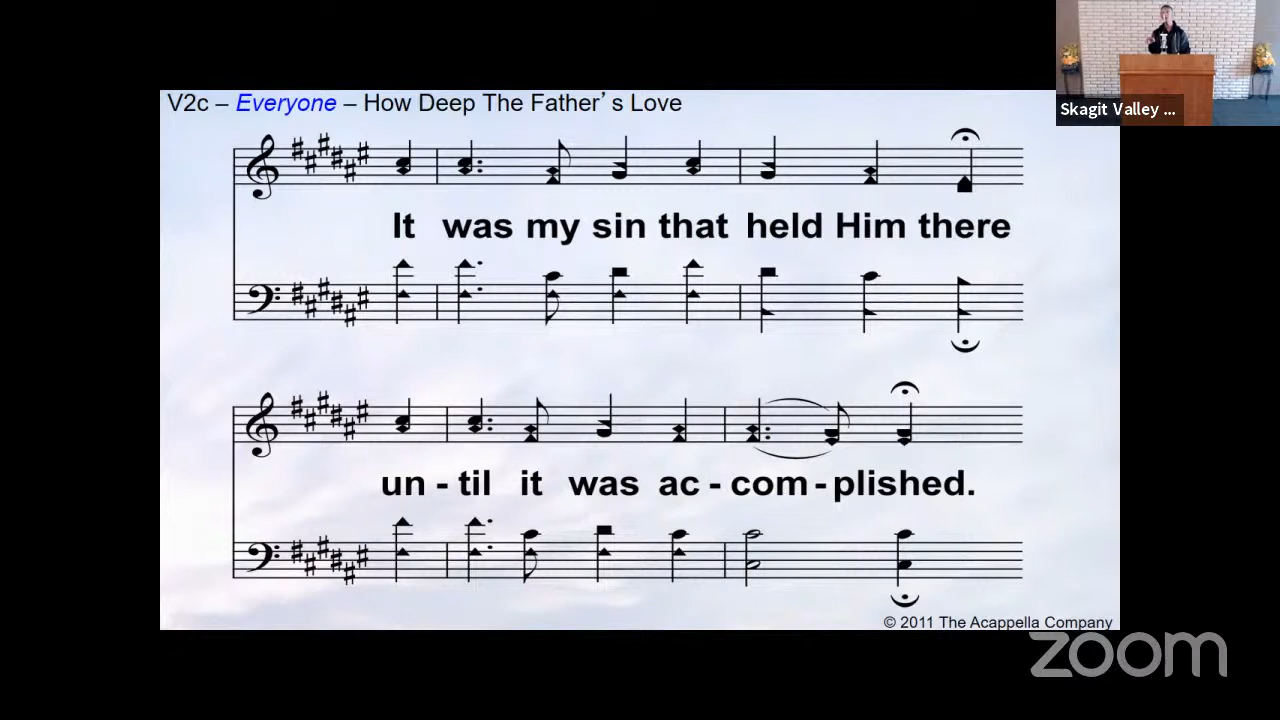 V2c – Everyone – How Deep The Father's Love
Skagit Valley ...
It was my sin that held Him there
un - til it was ac - com - plished.
© 2011 The Acappella Company
zoom